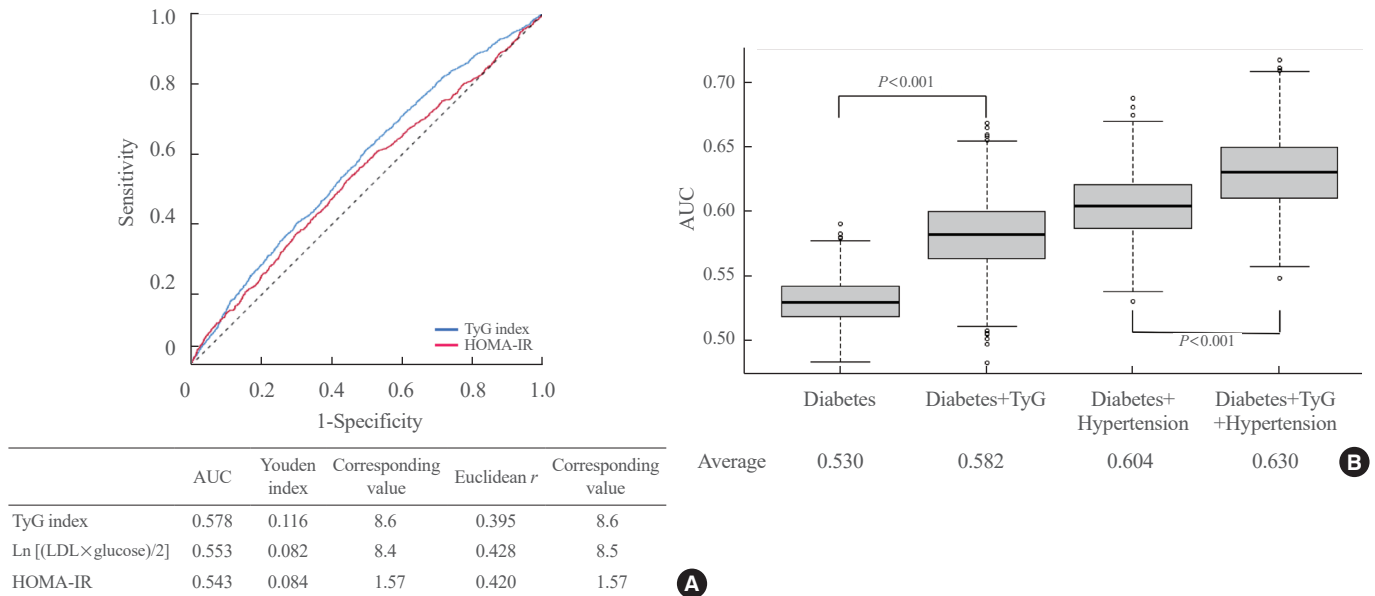 1.0
0.8
0.6
0.4
0.2
0
Sensitivity
TyG index
HOMA-IR
0 0.2 0.4 0.6 0.8 1.0
1-Specificity
AUC Youden index Corresponding value Euclidean r Corresponding value
TyG index 0.578 0.116 8.6 0.395 8.6
Ln [(LDL×glucose)/2] 0.553 0.082 8.4 0.428 8.5
HOMA-IR 0.543 0.084 1.57 0.420 1.57
A
0.70
0.65
0.60
0.55
0.50
AUC
P<0.001
P<0.001
Diabetes Diabetes+TyG Diabetes+ Diabetes+TyG
Hypertension +Hypertension
Average 0.530 0.582 0.604 0.630
B